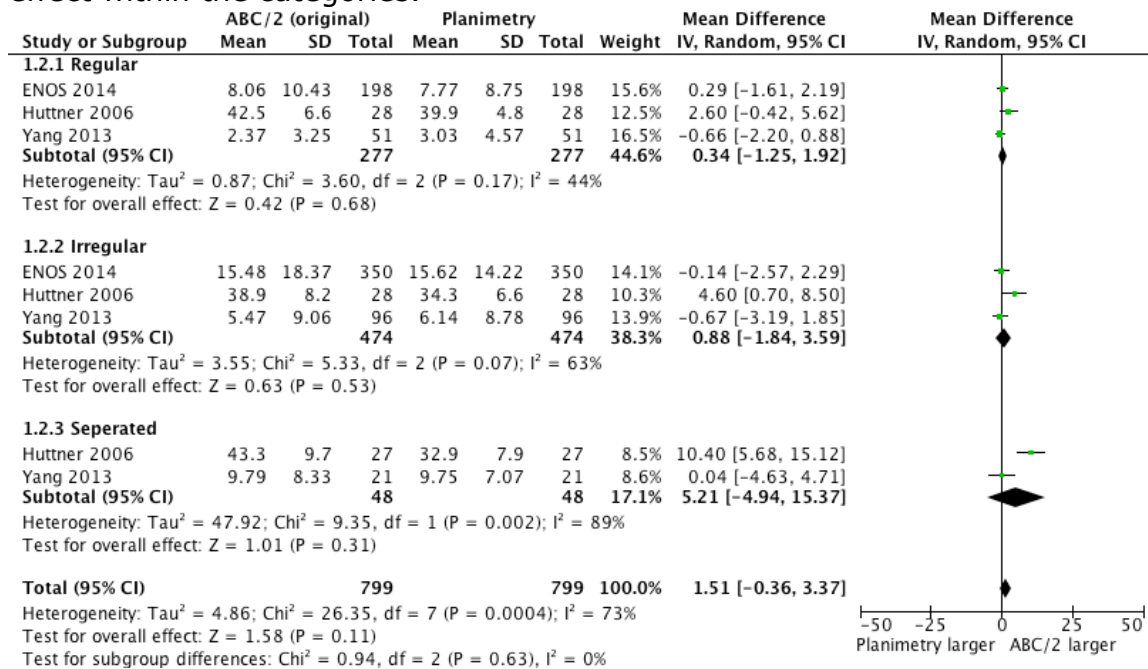 effect within the categories.
ABC/2 (original) Planimetry Mean Difference Mean Difference
Study or Subgroup Mean SD Total Mean SD Total Weight IV, Random, 95% CI IV, Random, 95% CI
1.2.1 Regular
ENOS 2014 8.06 10.43 198 7.77 8.75 198 15.6% 0.29 [-1.61, 2.19]
Huttner 2006 42.5 6.6 28 39.9 4.8 28 12.5% 2.60 [-0.42, 5.62]
Yang 2013 2.37 3.25 51 3.03 4.57 51 16.5% -0.66 [-2.20, 0.88]
Subtotal (95% CI) 277 277 44.6% 0.34 [-1.25, 1.92]
Heterogeneity: Tau² = 0.87; Chi² = 3.60, df = 2 (P = 0.17); I² = 44%
Test for overall effect: Z = 0.42 (P = 0.68)
1.2.2 Irregular
ENOS 2014 15.48 18.37 350 15.62 14.22 350 14.1% -0.14 [-2.57, 2.29]
Huttner 2006 38.9 8.2 28 34.3 6.6 28 10.3% 4.60 [0.70, 8.50]
Yang 2013 5.47 9.06 96 6.14 8.78 96 13.9% -0.67 [-3.19, 1.85]
Subtotal (95% CI) 474 474 38.3% 0.88 [-1.84, 3.59]
Heterogeneity: Tau² = 3.55; Chi² = 5.33, df = 2 (P = 0.07); I² = 63%
Test for overall effect: Z = 0.63 (P = 0.53)
1.2.3 Seperated
Huttner 2006 43.3 9.7 27 32.9 7.9 27 8.5% 10.40 [5.68, 15.12]
Yang 2013 9.79 8.33 21 9.75 7.07 21 8.6% 0.04 [-4.63, 4.71]
Subtotal (95% CI) 48 48 17.1% 5.21 [-4.94, 15.37]
Heterogeneity: Tau² = 47.92; Chi² = 9.35, df = 1 (P = 0.002); I² = 89%
Test for overall effect: Z = 1.01 (P = 0.31)
Total (95% CI) 799 799 100.0% 1.51 [-0.36, 3.37]
Heterogeneity: Tau² = 4.86; Chi² = 26.35, df = 7 (P = 0.0004); I² = 73%
Test for overall effect: Z = 1.58 (P = 0.11)
Test for subgroup differences: Chi² = 0.94, df = 2 (P = 0.63), I² = 0%
-50 -25 0 25 50
Planimetry larger ABC/2 larger